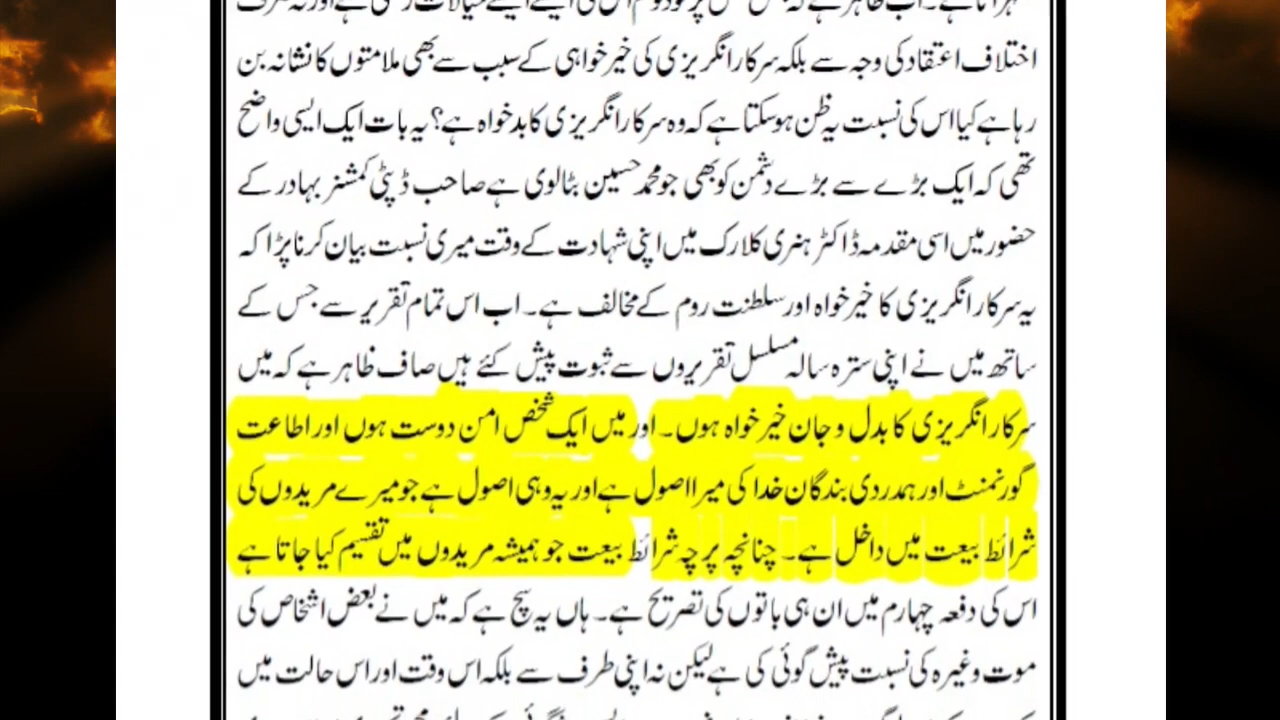 اختلاف اعتقاد کی وجہ سے بلکہ سرکار انگریزی کی خیر خواہی کے سبب سے بھی ملامتوں کا نشانہ بن
رہا ہے کیا اس کی نسبت یہ ظن ہو سکتا ہے کہ وہ سرکار انگریزی کا بدخواہ ہے؟ یہ بات ایک ایسی واضح
تھی کہ ایک بڑے سے بڑے دشمن کو بھی جو محمد حسین بٹالوی ہے صاحب ڈپٹی کمشنر بہادر کے
حضور میں اسی مقدمہ ڈاکٹر ہنری کلارک میں اپنی شہادت کے وقت میری نسبت بیان کرنا پڑا کہ
یہ سرکار انگریزی کا خیر خواہ اور سلطنت روم کے مخالف ہے۔ اب اس تمام تقریر سے جس کے
ساتھ میں نے اپنی سترہ سالہ مسلسل تقریروں سے ثبوت پیش کئے ہیں صاف ظاہر ہے کہ میں
سرکار انگریزی کا بدل و جان خیر خواہ ہوں۔ اور میں ایک شخص امن دوست ہوں اور اطاعت
گورنمنٹ اور ہمدردی بندگان خدا کی میرا اصول ہے اور یہ وہی اصول ہے جو میرے مریدوں کی
شرائط بیعت میں داخل ہے۔ چنانچہ پرچہ شرائط بیعت جو ہمیشہ مریدوں میں تقسیم کیا جاتا ہے
اس کی دفعہ چہارم میں ان ہی باتوں کی تصریح ہے۔ ہاں یہ سچ ہے کہ میں نے بعض اشخاص کی
موت وغیرہ کی نسبت پیش گوئی کی ہے لیکن نہ اپنی طرف سے بلکہ اس وقت اور اس حالت میں